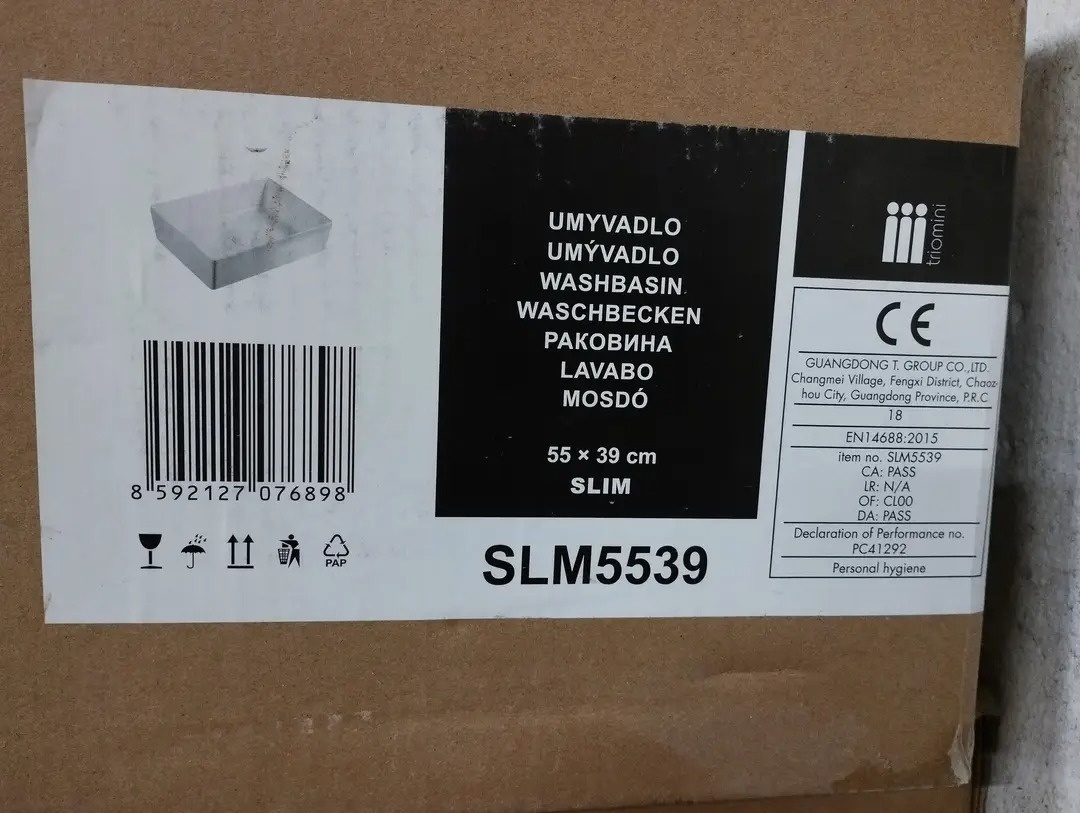 8 592127 076898
PAP
UMYVADLO
UMÝVADLO
WASHBASIN
WASCHBECKEN
РАКОВИНА
LAVABO
MOSDÓ
55 × 39 cm
SLIM
SLM5539
triomini
CE
GUANGDONG T. GROUP CO.,LTD.
Changmei Village, Fengxi District, Chaoz-
hou City, Guangdong Province, P.R.C
18
EN14688:2015
item no. SLM5539
CA: PASS
LR: N/A
OF: CL00
DA: PASS
Declaration of Performance no.
PC41292
Personal hygiene